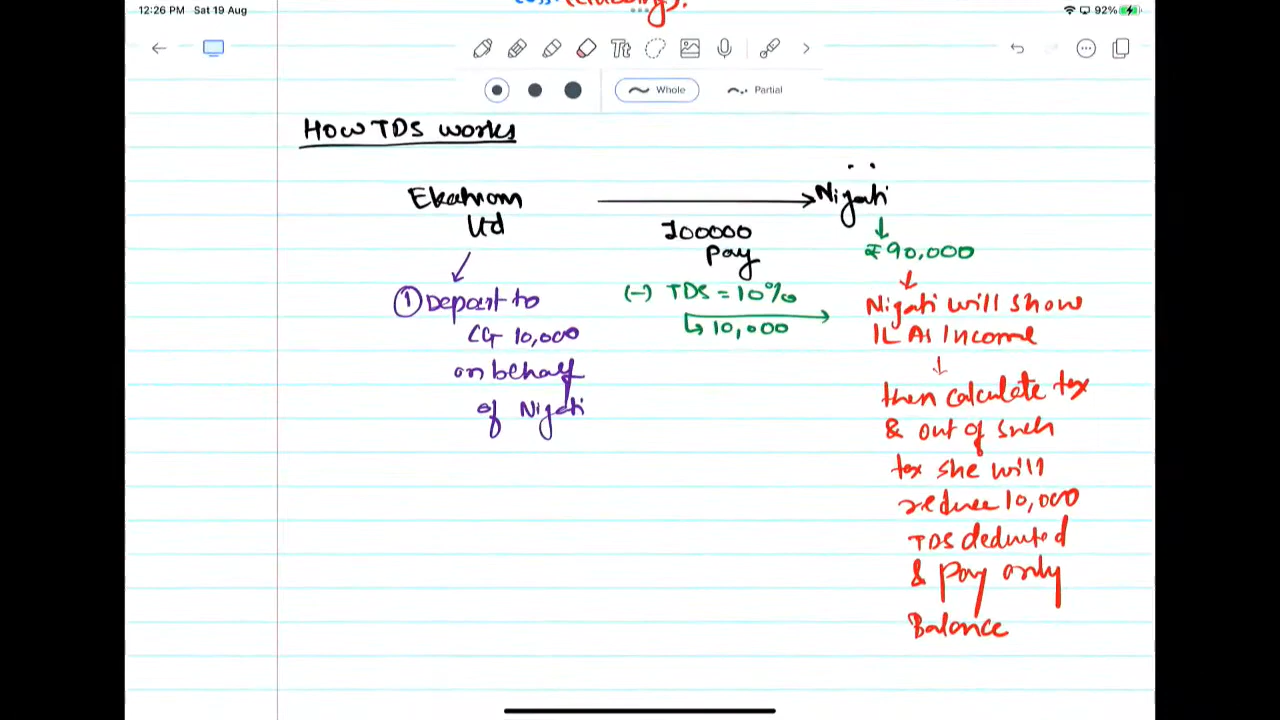 12:26 PM Sat 19 Aug
92%
Tt
Whole
Partial
How TDS works
Ekatvam
Ltd
Nigati
100000
Pay
₹90,000
(-) TDS = 10%
10,000
① Deposit to
CG 10,000
on behalf
of Nigati
Nigati will show
1L As Income
then calculate tax
& out of such
tax she will
reduce 10,000
TDS deducted
& Pay only
Balance